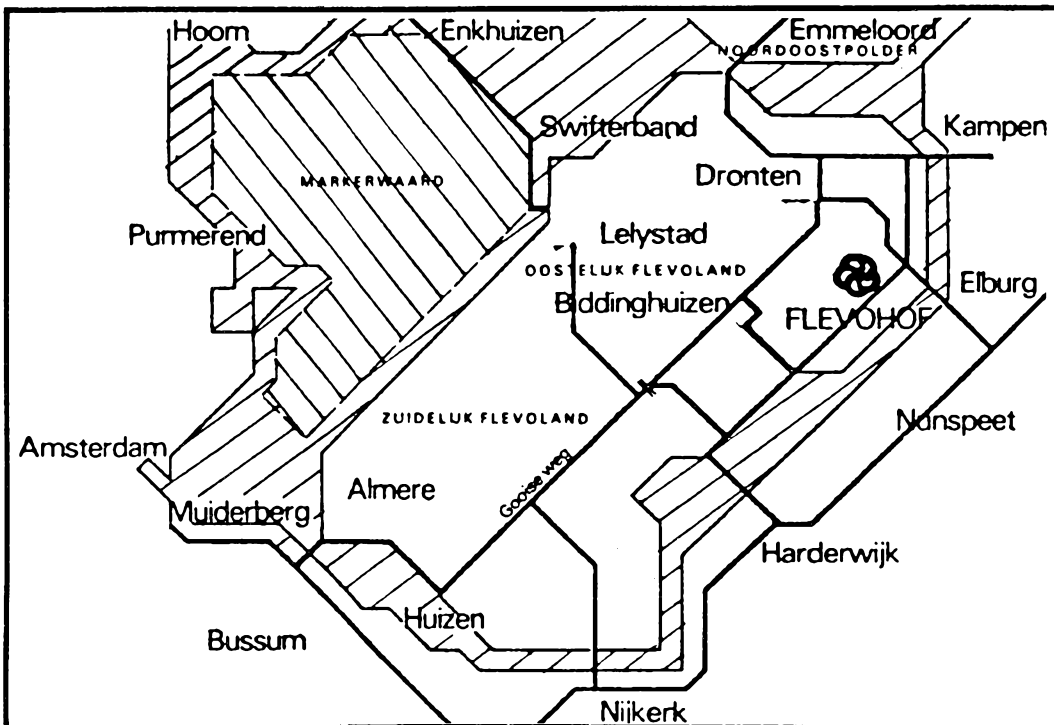 Hoorn
Enkhuizen
Emmeloord
NOORDOOSTPOLDER
Swifterband
Kampen
MARKERWAARD
Dronten
Purmerend
Lelystad
OOSTELIJK FLEVOLAND
Elburg
Biddinghuizen
FLEVOHOF
ZUIDELIJK FLEVOLAND
Nunspeet
Amsterdam
Gooise weg
Almere
Muiderberg
Harderwijk
Huizen
Bussum
Nijkerk